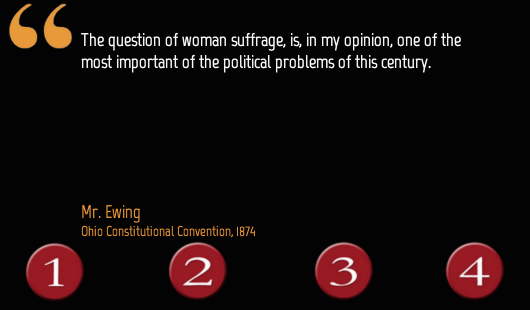 “
The question of woman suffrage, is, in my opinion, one of the
most important of the political problems of this century.
Mr. Ewing
Ohio Constitutional Convention, 1874
1 2 3 4